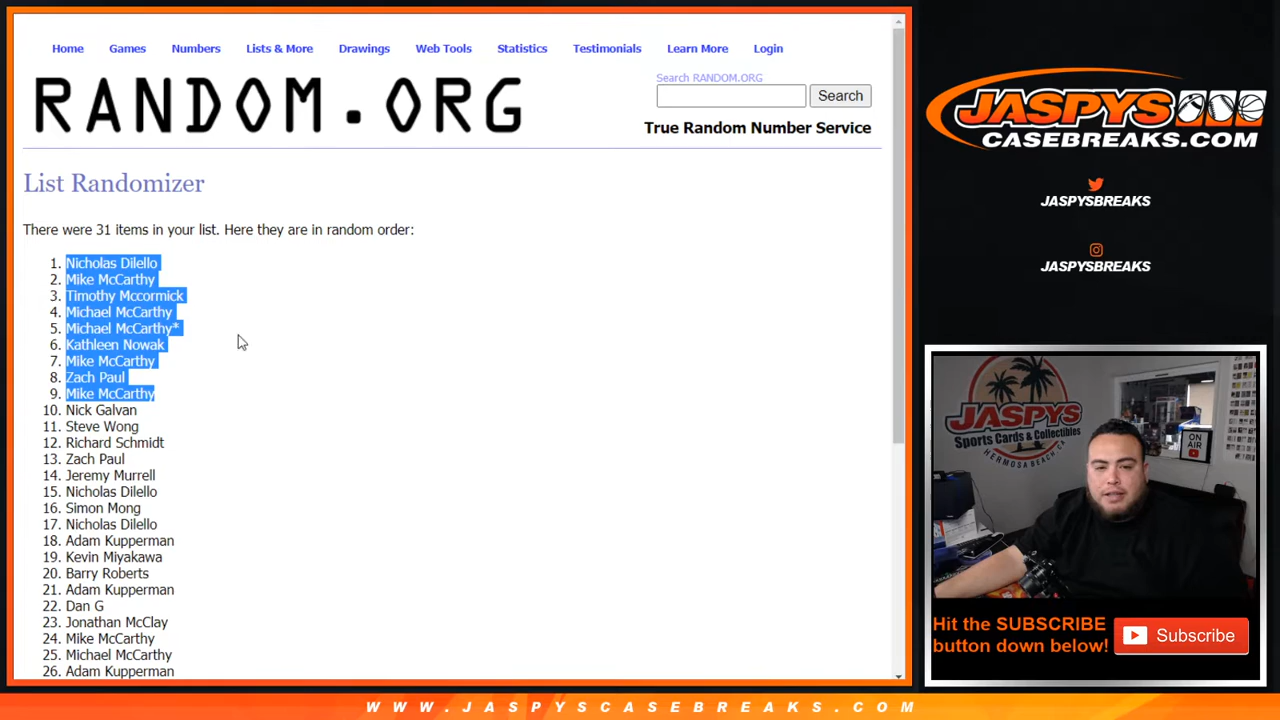 Home Games Numbers Lists & More Drawings Web Tools Statistics Testimonials Learn More Login
RANDOM.ORG
Search RANDOM.ORG
Search
True Random Number Service
List Randomizer
There were 31 items in your list. Here they are in random order:
1. Nicholas Dilello
2. Mike McCarthy
3. Timothy Mccormick
4. Michael McCarthy
5. Michael McCarthy*
6. Kathleen Nowak
7. Mike McCarthy
8. Zach Paul
9. Mike McCarthy
10. Nick Galvan
11. Steve Wong
12. Richard Schmidt
13. Zach Paul
14. Jeremy Murrell
15. Nicholas Dilello
16. Simon Mong
17. Nicholas Dilello
18. Adam Kupperman
19. Kevin Miyakawa
20. Barry Roberts
21. Adam Kupperman
22. Dan G
23. Jonathan McClay
24. Mike McCarthy
25. Michael McCarthy
26. Adam Kupperman
JASPYS
CASEBREAKS.COM
JASPYSBREAKS
JASPYSBREAKS
JASPYS
Sports Cards & Collectibles
HERMOSA BEACH, CA
ON
AIR
Hit the SUBSCRIBE
button down below!
Subscribe
WWW.JASPYSCASEBREAKS.COM